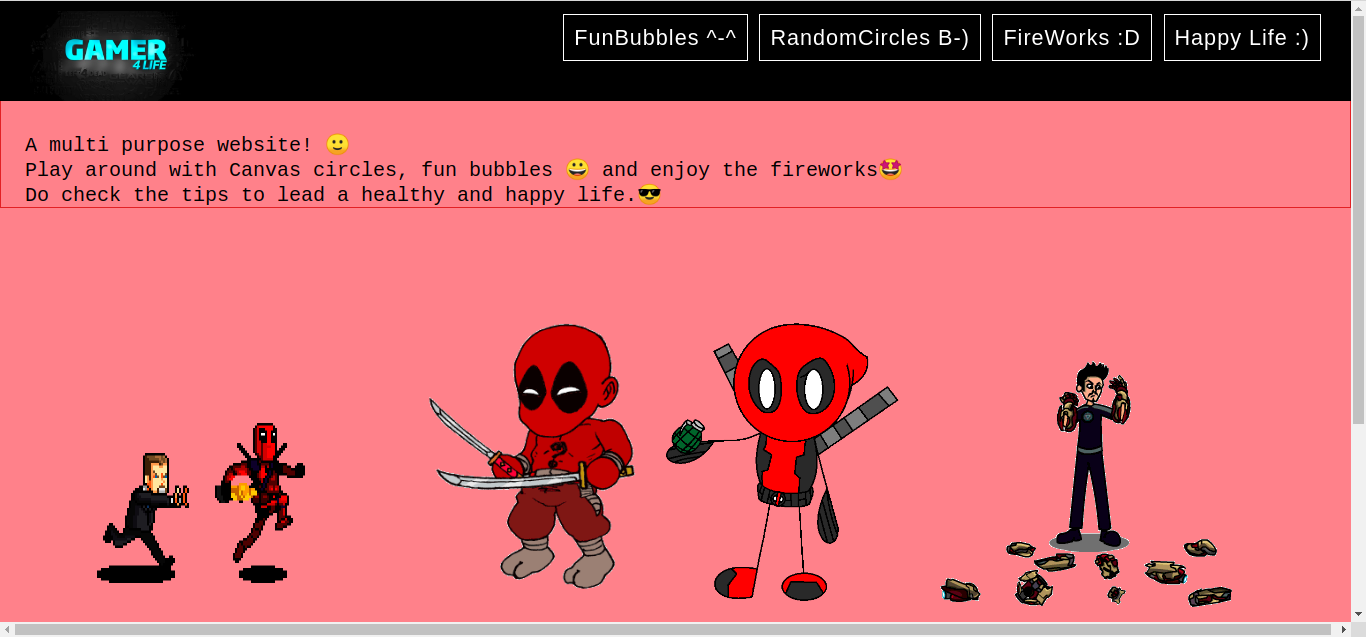 GAMER
4 LIFE
FunBubbles ^-^
RandomCircles B-)
FireWorks :D
Happy Life :)
A multi purpose website! 🙂
Play around with Canvas circles, fun bubbles 😀 and enjoy the fireworks🤩
Do check the tips to lead a healthy and happy life.😎